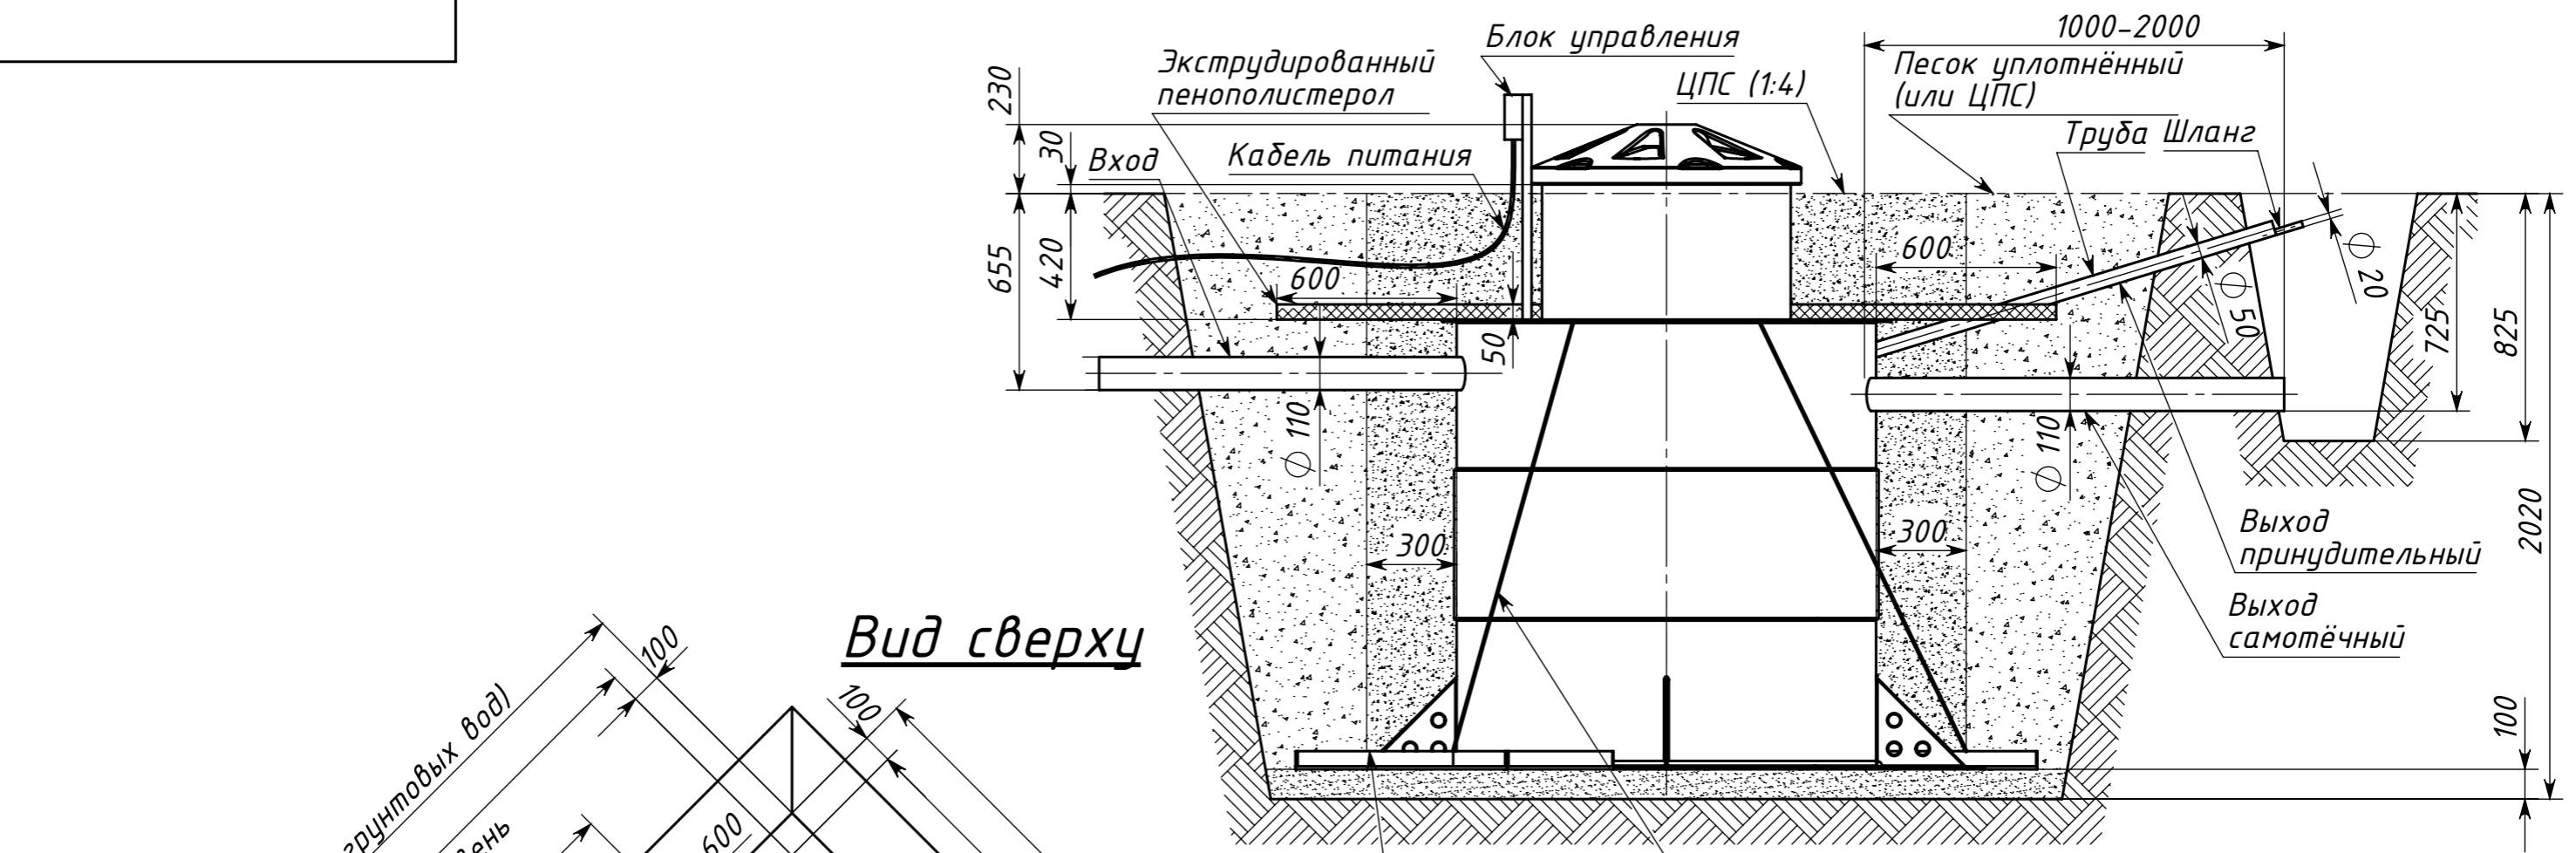 Блок управления
1000-2000
Экструдированный
пенополистерол
ЦПС (1:4)
Песок уплотнённый
(или ЦПС)
230
30
Вход
Кабель питания
Труба
Шланг
655
420
600
600
50
⌀ 20
⌀ 50
725
825
⌀ 110
⌀ 110
2020
300
300
Выход
принудительный
Выход
самотёчный
100
Вид сверху
100
100
грунтовых вод)
600